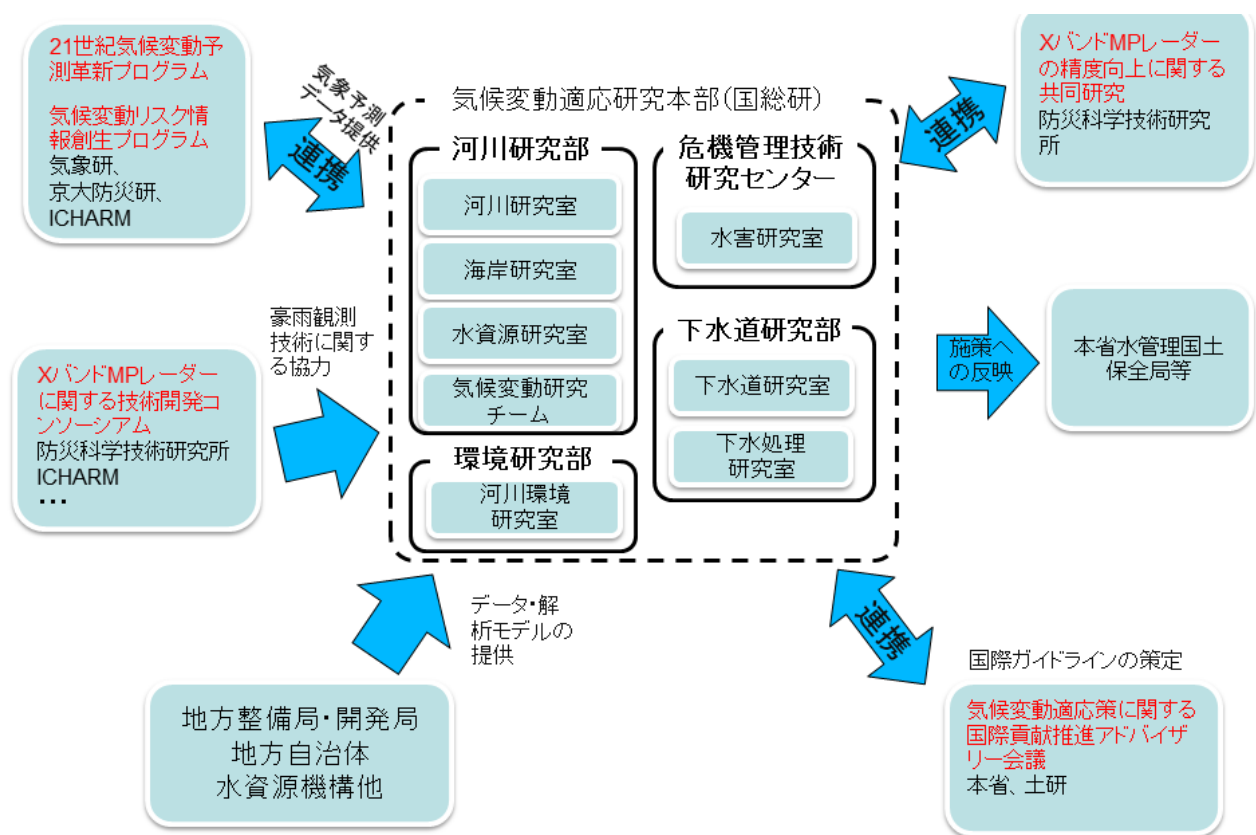 21世紀気候変動予
測革新プログラム
気候変動リスク情
報創生プログラム
気象研、
京大防災研、
ICHARM
気象予測
データ提供
連携
気候変動適応研究本部(国総研)
河川研究部
河川研究室
海岸研究室
水資源研究室
気候変動研究
チーム
環境研究部
河川環境
研究室
危機管理技術
研究センター
水害研究室
下水道研究部
下水道研究室
下水処理
研究室
連携
XバンドMPレーダー
の精度向上に関する
共同研究
防災科学技術研究
所
豪雨観測
技術に関す
る協力
XバンドMPレーダー
に関する技術開発コ
ンソーシアム
防災科学技術研究所
ICHARM
・・・
施策へ
の反映
本省水管理国土
保全局等
データ・解
析モデルの
提供
地方整備局・開発局
地方自治体
水資源機構他
連携
国際ガイドラインの策定
気候変動適応策に関する
国際貢献推進アドバイザ
リー会議
本省、土研